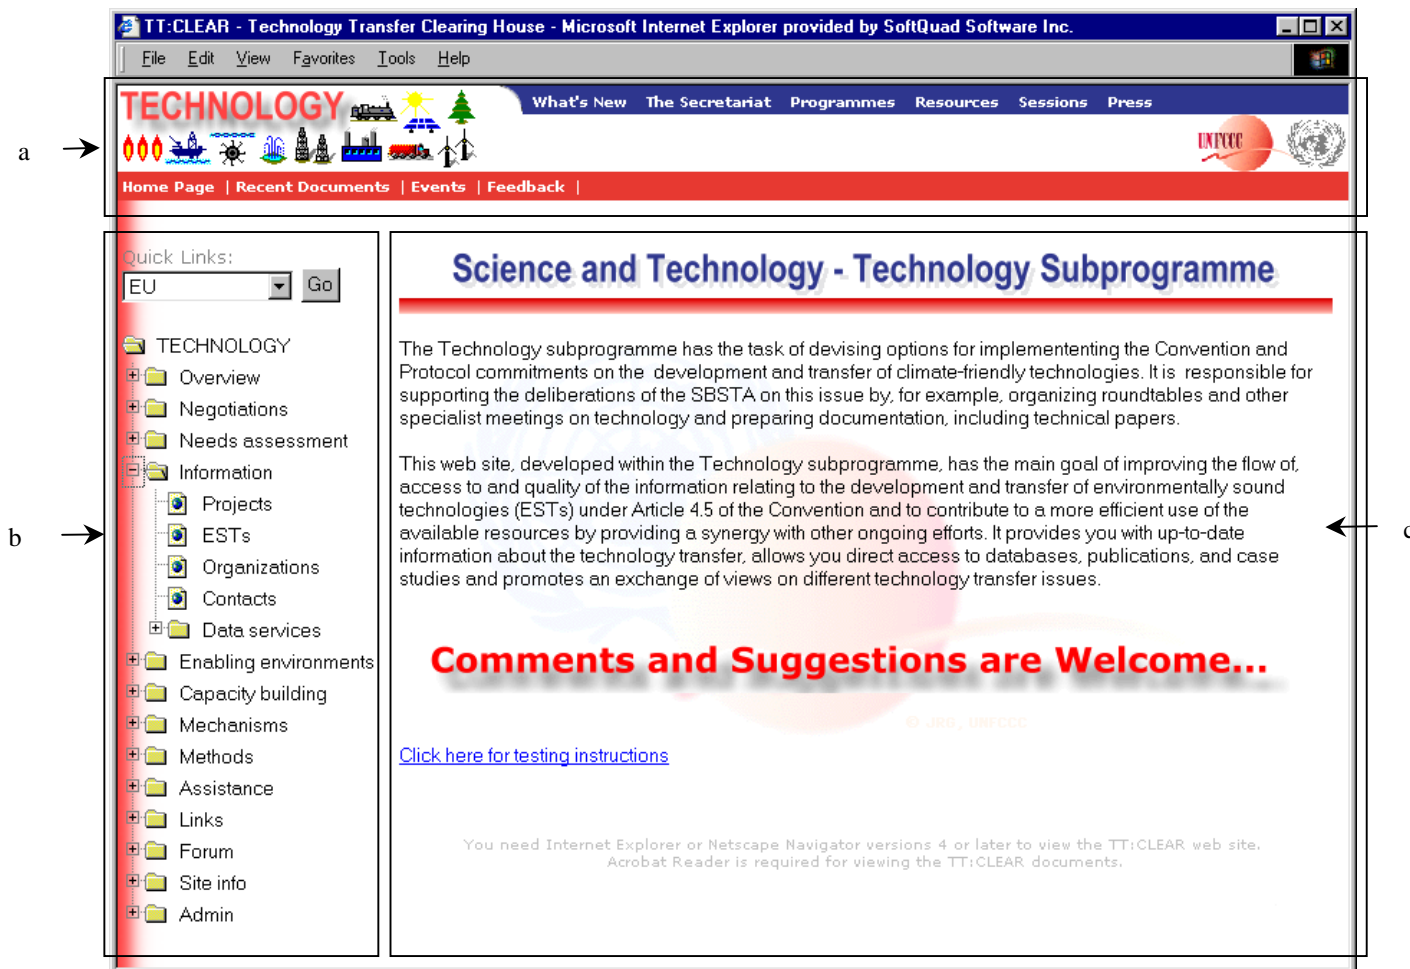 TT:CLEAR - Technology Transfer Clearing House - Microsoft Internet Explorer provided by SoftQuad Software Inc.
File Edit View Favorites Tools Help
TECHNOLOGY
What's New The Secretariat Programmes Resources Sessions Press
UNFCCC
a
Home Page | Recent Documents | Events | Feedback |
Quick Links:
EU Go
TECHNOLOGY
Overview
Negotiations
Needs assessment
Information
Projects
ESTs
b
Organizations
Contacts
Data services
Enabling environments
Capacity building
Mechanisms
Methods
Assistance
Links
Forum
Site info
Admin
Science and Technology - Technology Subprogramme
The Technology subprogramme has the task of devising options for implemententing the Convention and
Protocol commitments on the development and transfer of climate-friendly technologies. It is responsible for
supporting the deliberations of the SBSTA on this issue by, for example, organizing roundtables and other
specialist meetings on technology and preparing documentation, including technical papers.
This web site, developed within the Technology subprogramme, has the main goal of improving the flow of,
access to and quality of the information relating to the development and transfer of environmentally sound
technologies (ESTs) under Article 4.5 of the Convention and to contribute to a more efficient use of the
available resources by providing a synergy with other ongoing efforts. It provides you with up-to-date
information about the technology transfer, allows you direct access to databases, publications, and case
studies and promotes an exchange of views on different technology transfer issues.
Comments and Suggestions are Welcome...
© JRG, UNFCCC
Click here for testing instructions
You need Internet Explorer or Netscape Navigator versions 4 or later to view the TT:CLEAR web site.
Acrobat Reader is required for viewing the TT:CLEAR documents.